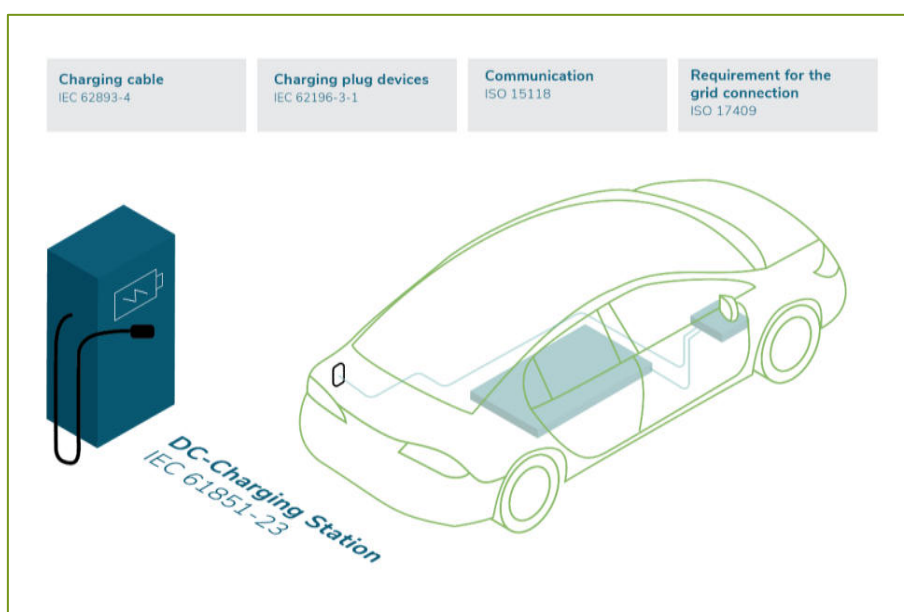 Charging cable
IEC 62893-4
Charging plug devices
IEC 62196-3-1
Communication
ISO 15118
Requirement for the
grid connection
ISO 17409
DC-Charging Station
IEC 61851-23